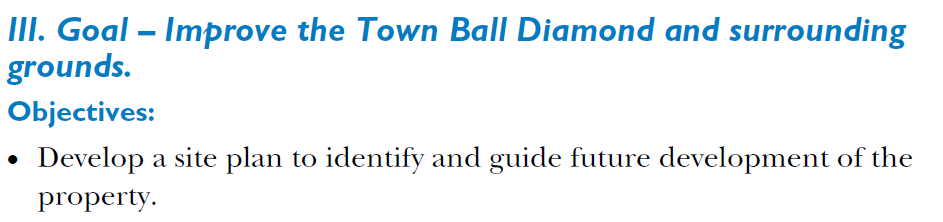 III. Goal – Improve the Town Ball Diamond and surrounding
grounds.
Objectives:
• Develop a site plan to identify and guide future development of the
property.